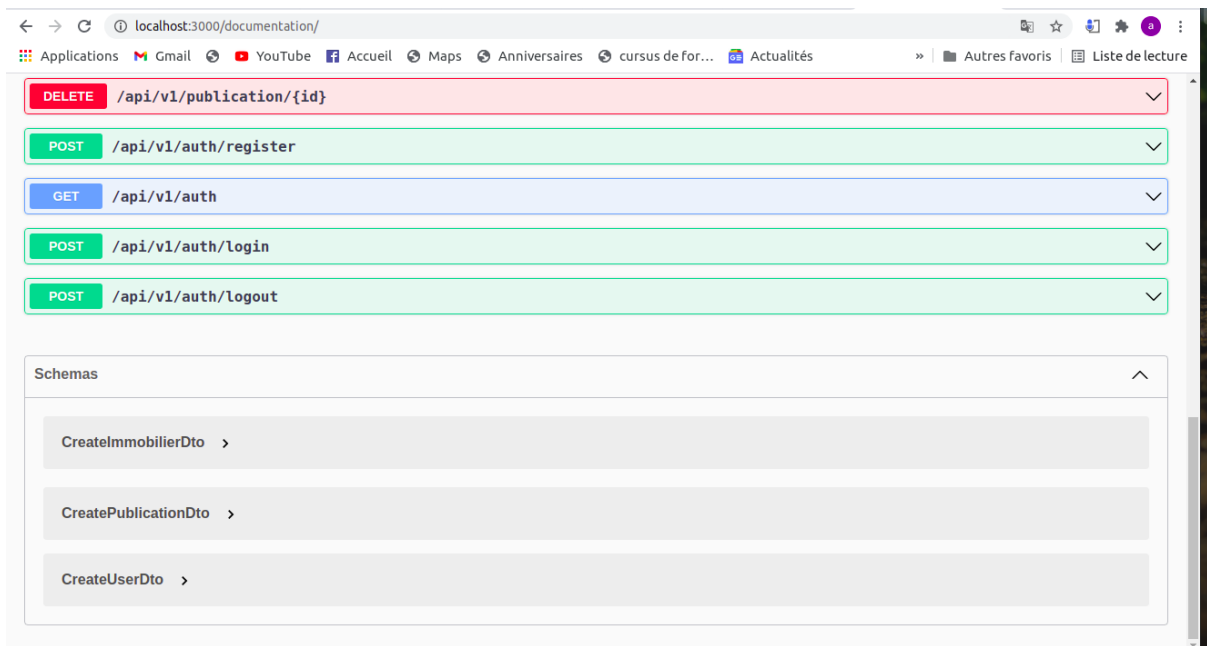 localhost:3000/documentation/
a
Applications Gmail YouTube Accueil Maps Anniversaires cursus de for... GE Actualités » Autres favoris Liste de lecture
DELETE /api/v1/publication/{id}
POST /api/v1/auth/register
GET /api/v1/auth
POST /api/v1/auth/login
POST /api/v1/auth/logout
Schemas
CreateImmobilierDto
CreatePublicationDto
CreateUserDto